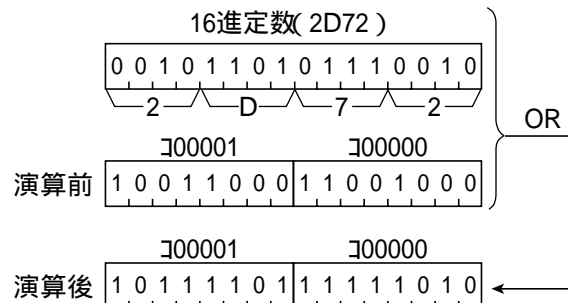 16進定数(2D72)
0 0 1 0 1 1 0 1 0 1 1 1 0 0 1 0
2 D 7 2
OR
コ00001 コ00000
演算前 1 0 0 1 1 0 0 0 1 1 0 0 1 0 0 0
コ00001 コ00000
演算後 1 0 1 1 1 1 0 1 1 1 1 1 1 0 1 0